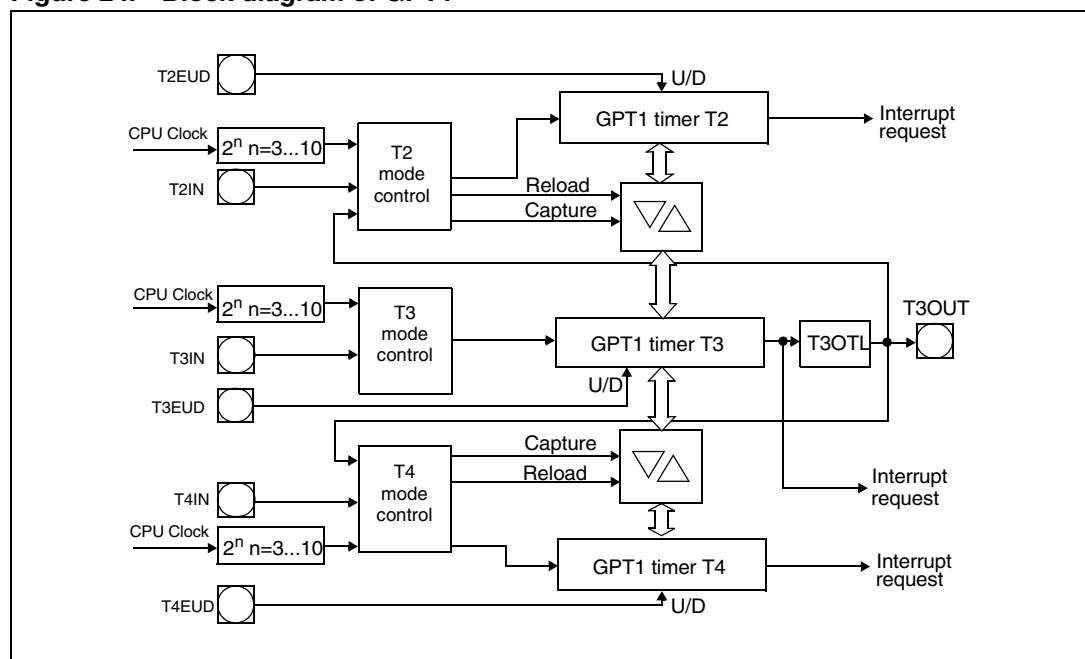 T2EUD
U/D
GPT1 timer T2
Interrupt
request
CPU Clock
2ⁿ n=3...10
T2
mode
control
T2IN
Reload
Capture
CPU Clock
2ⁿ n=3...10
T3
mode
control
T3OUT
T3IN
GPT1 timer T3
T3OTL
U/D
T3EUD
Capture
T4
mode
control
Reload
T4IN
Interrupt
request
CPU Clock
2ⁿ n=3...10
GPT1 timer T4
Interrupt
request
T4EUD
U/D